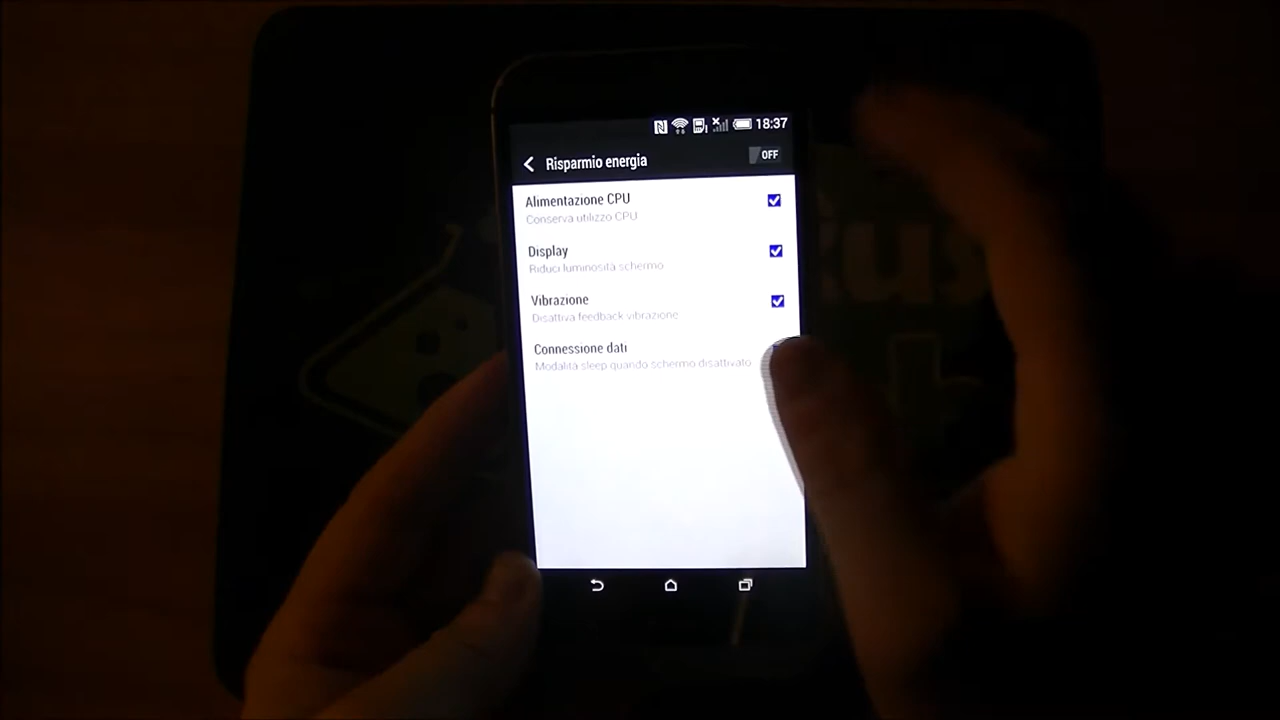 18:37
Risparmio energia
OFF
Alimentazione CPU
Conserva utilizzo CPU
Display
Riduci luminosità schermo
Vibrazione
Disattiva feedback vibrazione
Connessione dati
Modalità sleep quando schermo disattivato